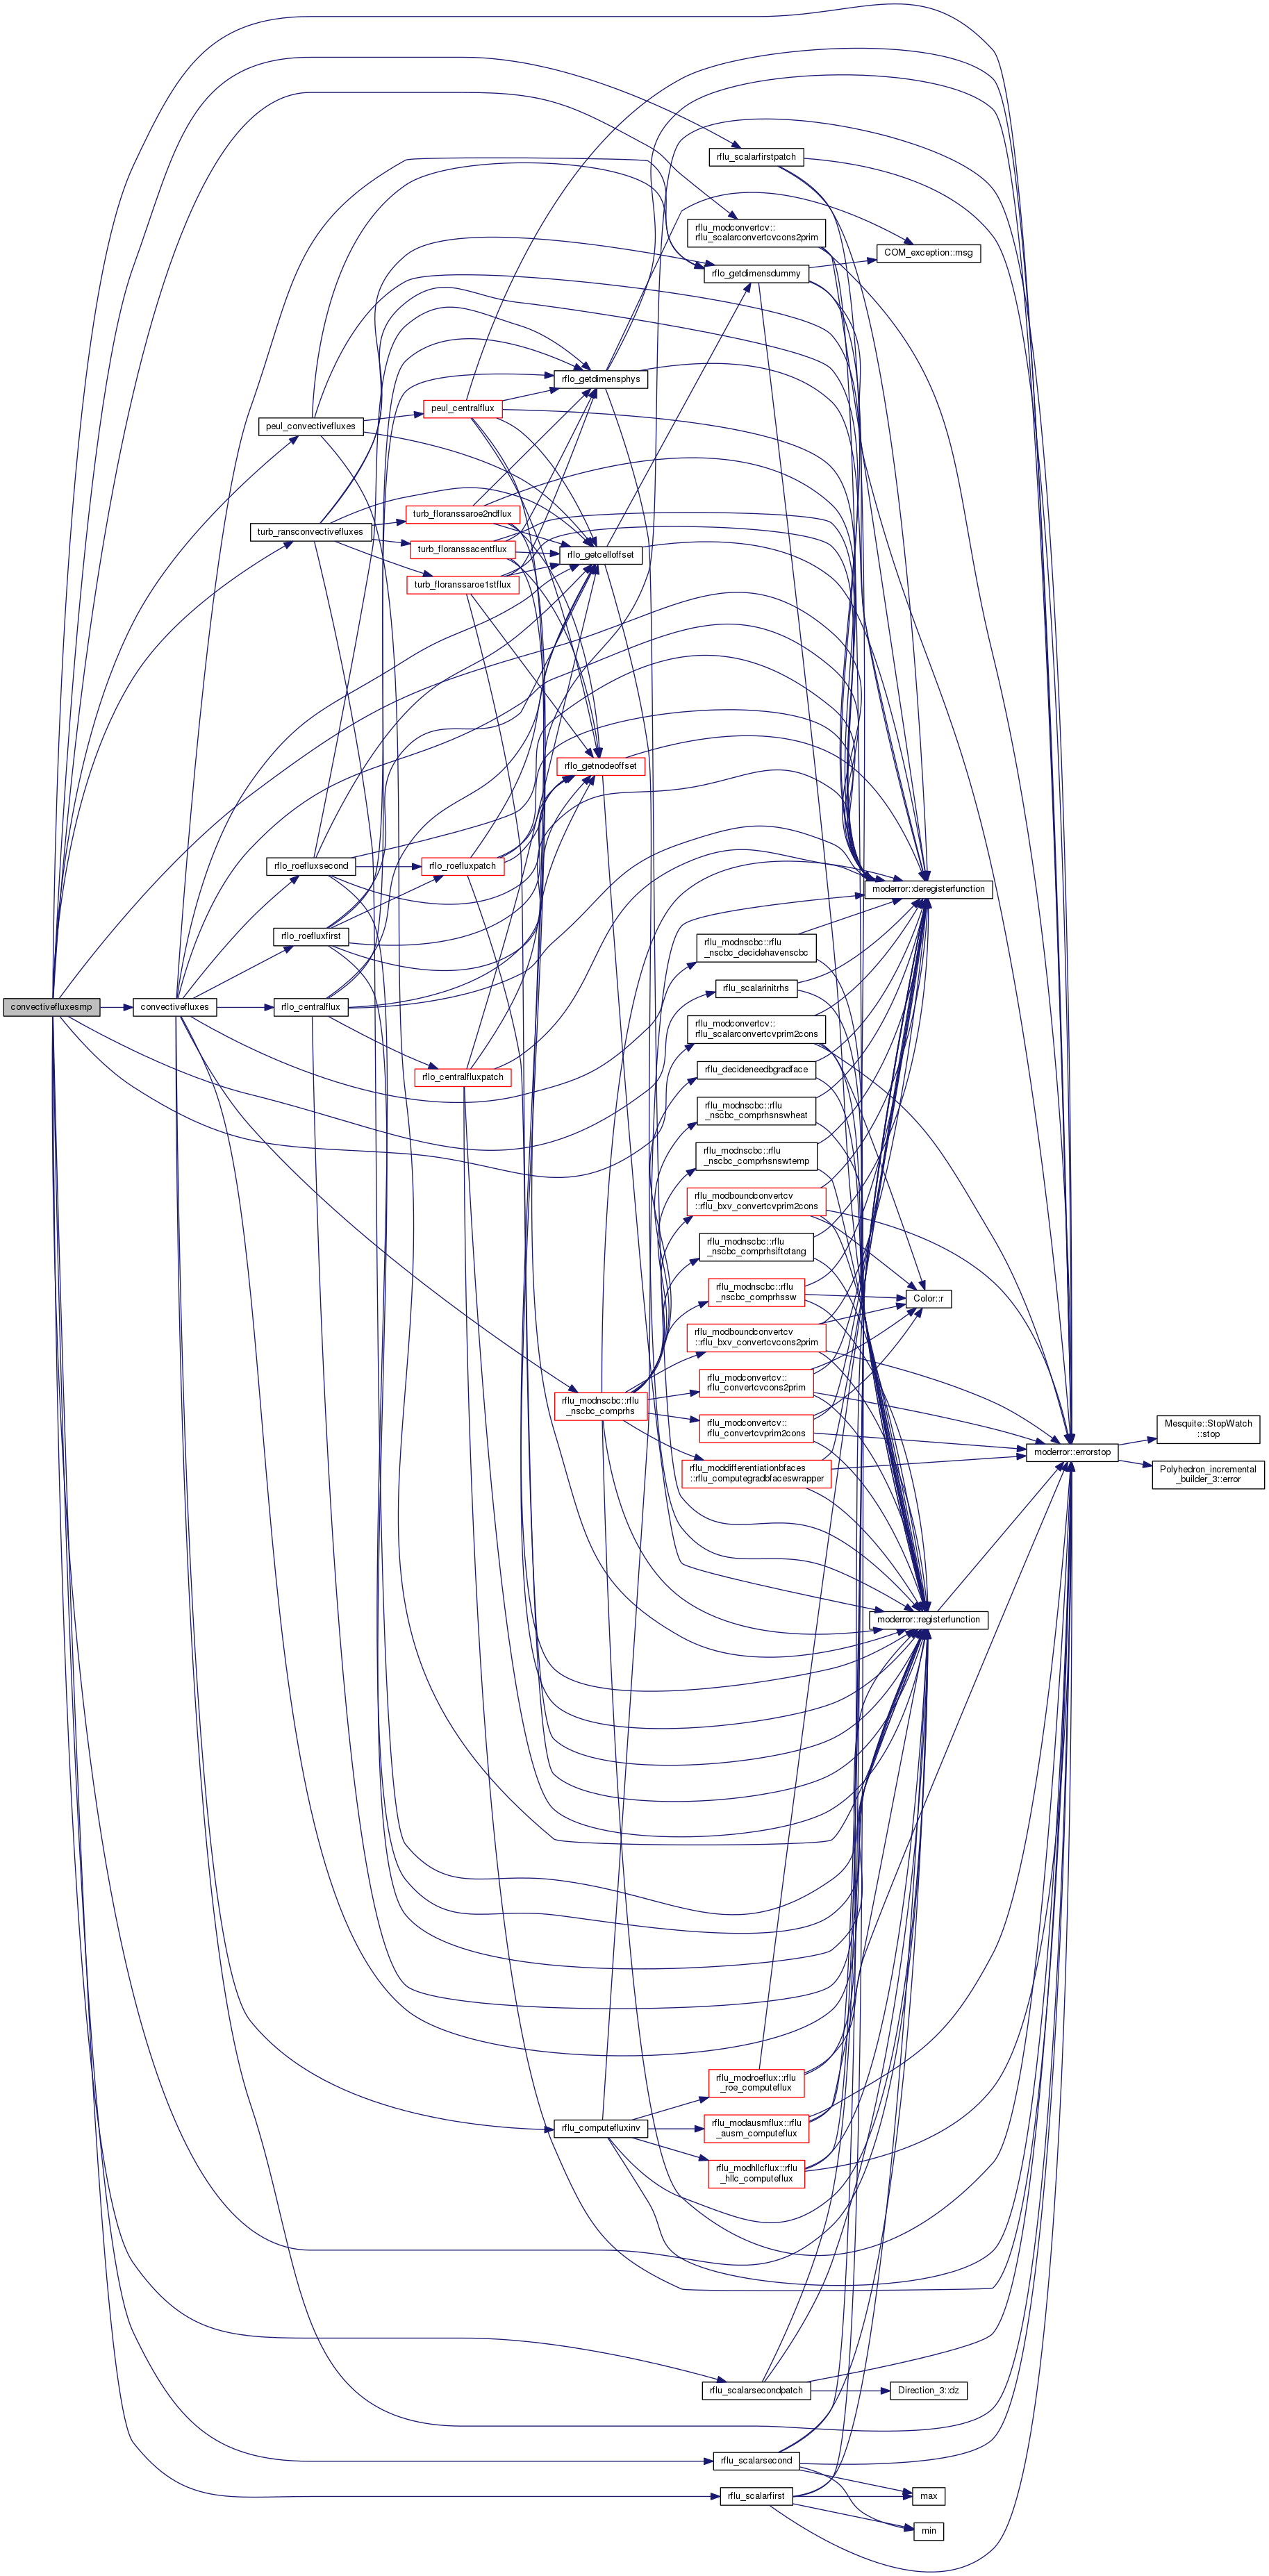 rflu_scalarfirstpatch
rflu_modconvertcv::
rflu_scalarconvertcvcons2prim
COM_exception::msg
rflo_getdimensdummy
rflo_getdimensphys
peul_centralflux
peul_convectivefluxes
turb_floranssaroe2ndflux
turb_ransconvectivefluxes
turb_floranssacentflux
rflo_getcelloffset
turb_floranssaroe1stflux
rflo_getnodeoffset
rflo_roefluxsecond
rflo_roefluxpatch
moderror::deregisterfunction
rflo_roefluxfirst
rflu_modnscbc::rflu
_nscbc_decidehavenscbc
rflu_scalarinitrhs
convectivefluxesmp
convectivefluxes
rflo_centralflux
rflu_modconvertcv::
rflu_scalarconvertcvprim2cons
rflo_centralfluxpatch
rflu_decideneedbgradface
rflu_modnscbc::rflu
_nscbc_comprhsnswheat
rflu_modnscbc::rflu
_nscbc_comprhsnswtemp
rflu_modboundconvertcv
::rflu_bxv_convertcvprim2cons
rflu_modnscbc::rflu
_nscbc_comprhsiftotang
rflu_modnscbc::rflu
_nscbc_comprhssw
Color::r
rflu_modboundconvertcv
::rflu_bxv_convertcvcons2prim
rflu_modconvertcv::
rflu_convertcvcons2prim
rflu_modnscbc::rflu
_nscbc_comprhs
rflu_modconvertcv::
rflu_convertcvprim2cons
Mesquite::StopWatch
::stop
moderror::errorstop
rflu_moddifferentiationbfaces
::rflu_computegradbfaceswrapper
Polyhedron_incremental
_builder_3::error
moderror::registerfunction
rflu_modroeflux::rflu
_roe_computeflux
rflu_computefluxinv
rflu_modausmflux::rflu
_ausm_computeflux
rflu_modhllcflux::rflu
_hllc_computeflux
rflu_scalarsecondpatch
Direction_3::dz
rflu_scalarsecond
rflu_scalarfirst
max
min